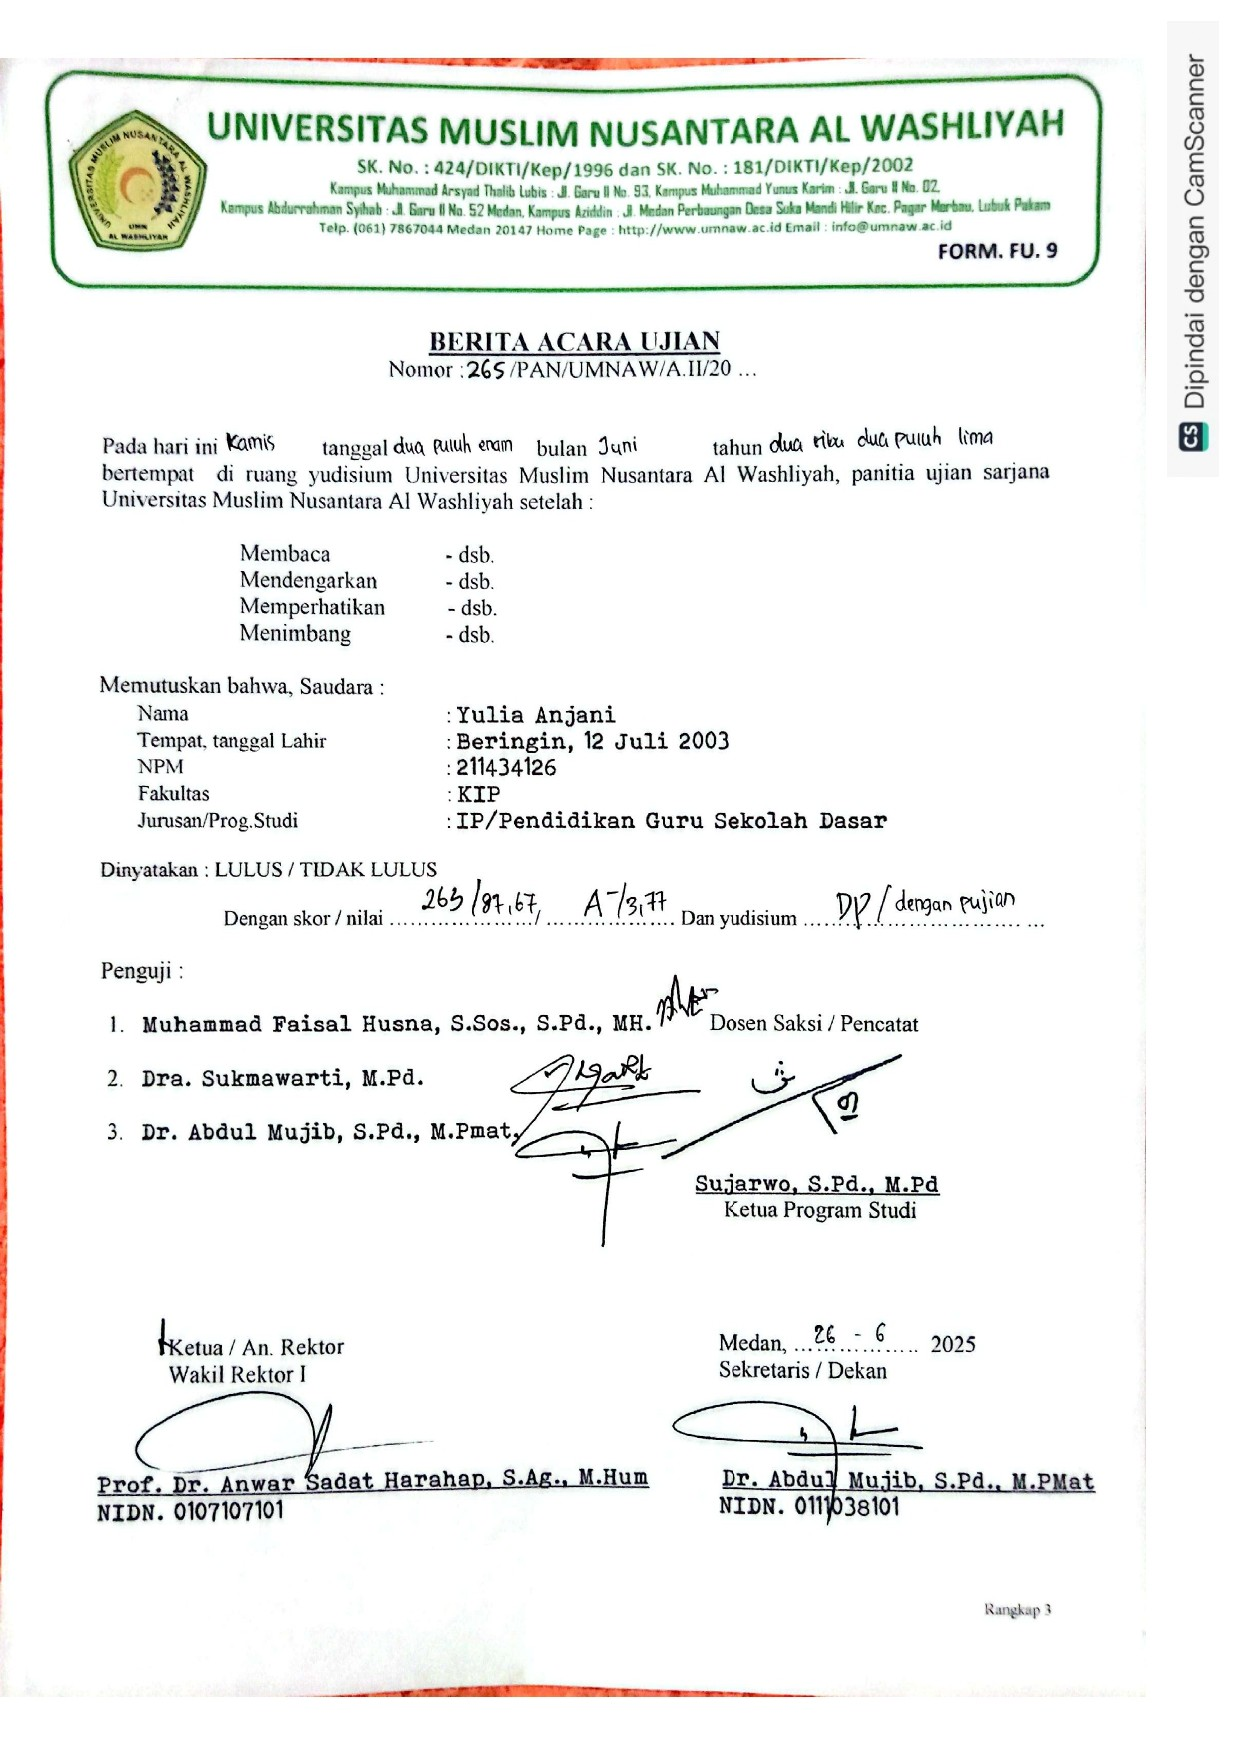 UNIVERSITAS MUSLIM NUSANTARA AL WASHLIYAH
SK. No. : 424/DIKTI/Kep/1996 dan SK. No. : 181/DIKTI/Kep/2002
Kampus Muhammad Arsyad Thalib Lubis : Jl. Garu II No. 93, Kampus Muhammad Yunus Karim : Jl. Garu II No. 02,
Kampus Abdurrahman Syihab : Jl. Garu II No. 52 Medan, Kampus Aziddin : Jl. Medan Perbaungan Desa Suka Mandi Hilir Kec. Pagar Merbau, Lubuk Pakam
Telp. (061) 7867044 Medan 20147 Home Page : http://www.umnaw.ac.id Email : info@umnaw.ac.id
FORM. FU. 9
UNIVERSITAS MUSLIM NUSANTARA AL WASHLIYAH
UMN
AL WASHLIYAH
BERITA ACARA UJIAN
Nomor : 265 /PAN/UMNAW/A.II/20 ...
Pada hari ini Kamis tanggal dua puluh enam bulan Juni tahun dua ribu dua puluh lima
bertempat di ruang yudisium Universitas Muslim Nusantara Al Washliyah, panitia ujian sarjana
Universitas Muslim Nusantara Al Washliyah setelah :
Membaca - dsb.
Mendengarkan - dsb.
Memperhatikan - dsb.
Menimbang - dsb.
Memutuskan bahwa, Saudara :
Nama : Yulia Anjani
Tempat, tanggal Lahir : Beringin, 12 Juli 2003
NPM : 211434126
Fakultas : KIP
Jurusan/Prog.Studi : IP/Pendidikan Guru Sekolah Dasar
Dinyatakan : LULUS / TIDAK LULUS
Dengan skor / nilai 263 /87,67, / A-/3,77 Dan yudisium DP / dengan pujian
Penguji :
1. Muhammad Faisal Husna, S.Sos., S.Pd., MH. Dosen Saksi / Pencatat
2. Dra. Sukmawarti, M.Pd.
3. Dr. Abdul Mujib, S.Pd., M.Pmat.
Sujarwo, S.Pd., M.Pd
Ketua Program Studi
Ketua / An. Rektor
Wakil Rektor I
Prof. Dr. Anwar Sadat Harahap, S.Ag., M.Hum
NIDN. 0107107101
Medan, 26 - 6 2025
Sekretaris / Dekan
Dr. Abdul Mujib, S.Pd., M.PMat
NIDN. 0111038101
Rangkap 3
CS Dipindai dengan CamScanner